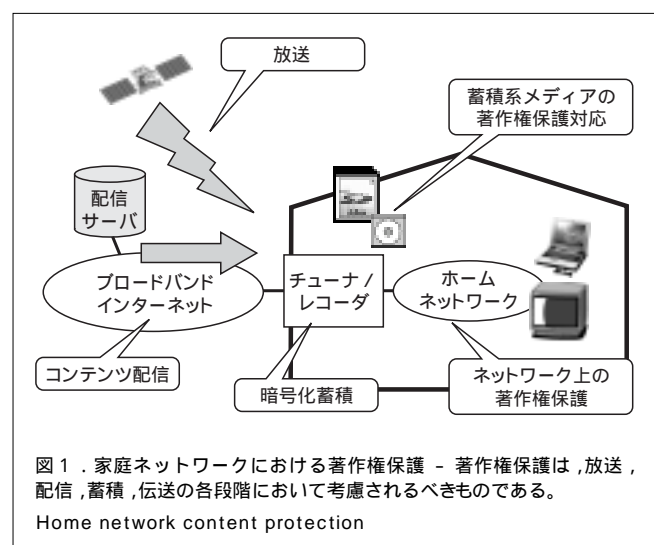 放送
蓄積系メディアの
著作権保護対応
配信
サーバ
ブロードバンド
インターネット
チューナ /
レコーダ
ホーム
ネットワーク
コンテンツ配信
暗号化蓄積
ネットワーク上の
著作権保護
図1．家庭ネットワークにおける著作権保護 － 著作権保護は ,放送 ,
配信 ,蓄積 ,伝送の各段階において考慮されるべきものである。
Home network content protection